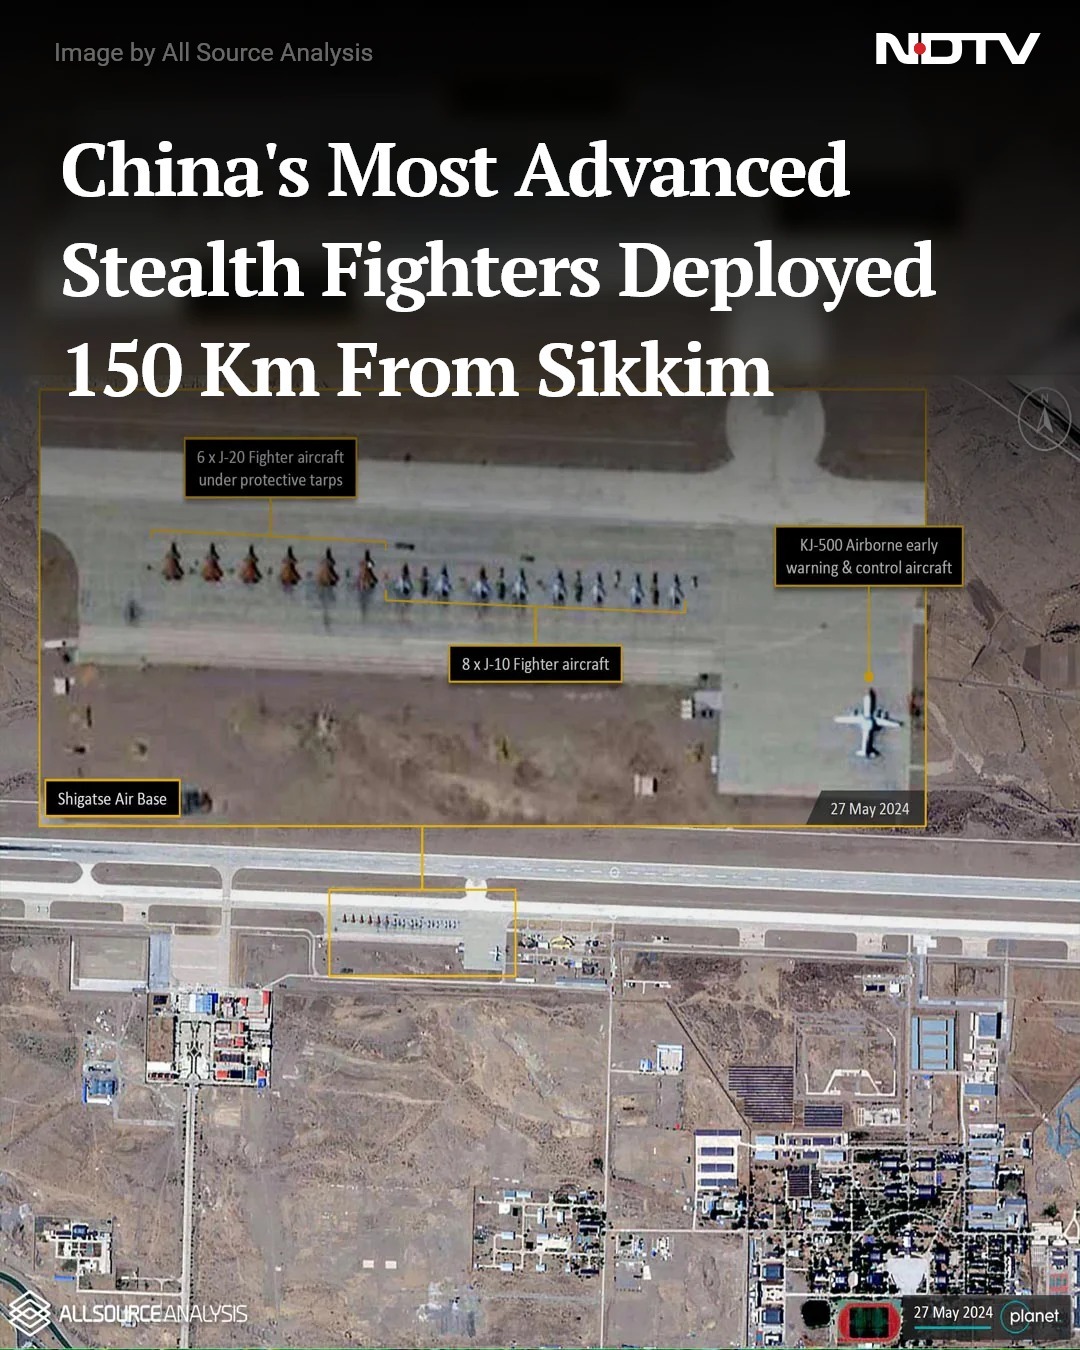 Image by All Source Analysis
NDTV
China's Most Advanced
Stealth Fighters Deployed
150 Km From Sikkim
N
6 x J-20 Fighter aircraft
under protective tarps
KJ-500 Airborne early
warning & control aircraft
8 x J-10 Fighter aircraft
Shigatse Air Base
27 May 2024
ALLSOURCE ANALYSIS
27 May 2024
planet